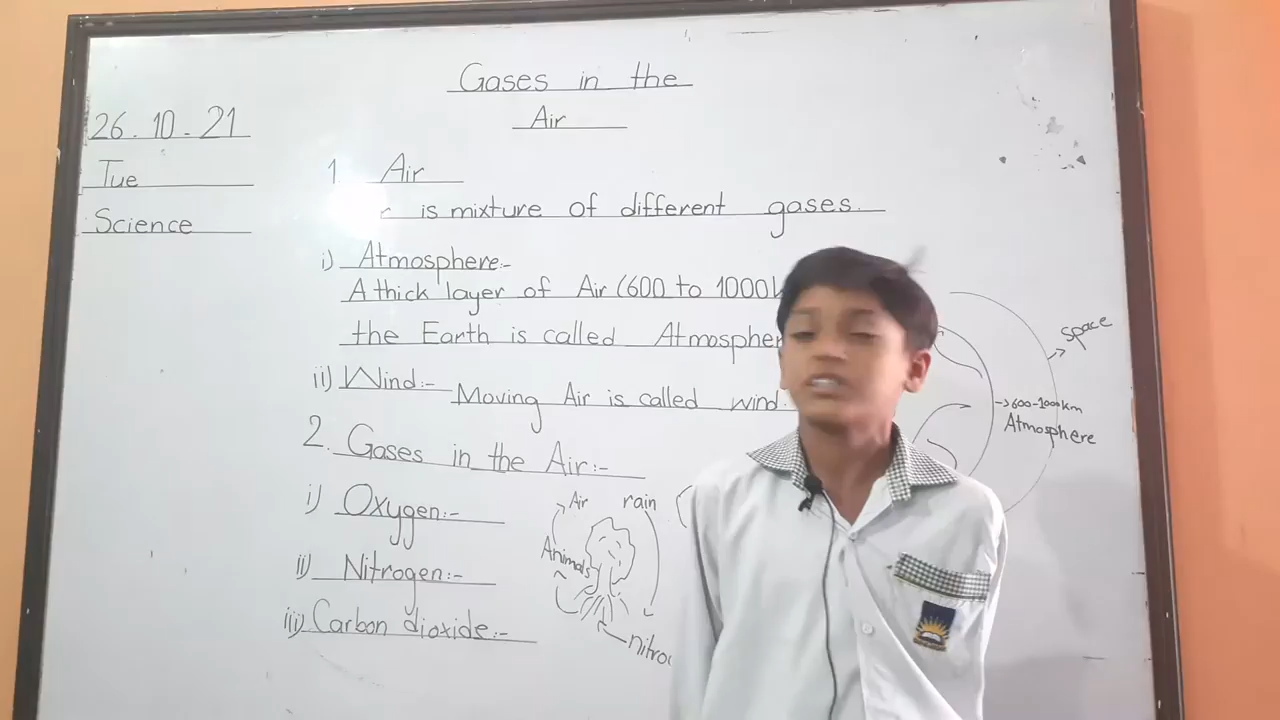 Gases in the
Air
26.10.21
Tue
Science
1 Air
is mixture of different gases.
i) Atmosphere:-
A thick layer of Air (600 to 1000
the Earth is called Atmospher
ii) Wind:- Moving Air is called wind.
2. Gases in the Air:-
i) Oxygen:-
ii) Nitrogen:-
iii) Carbon dioxide:-
Air
rain
Animals
nitro
space
600-1000km
Atmosphere